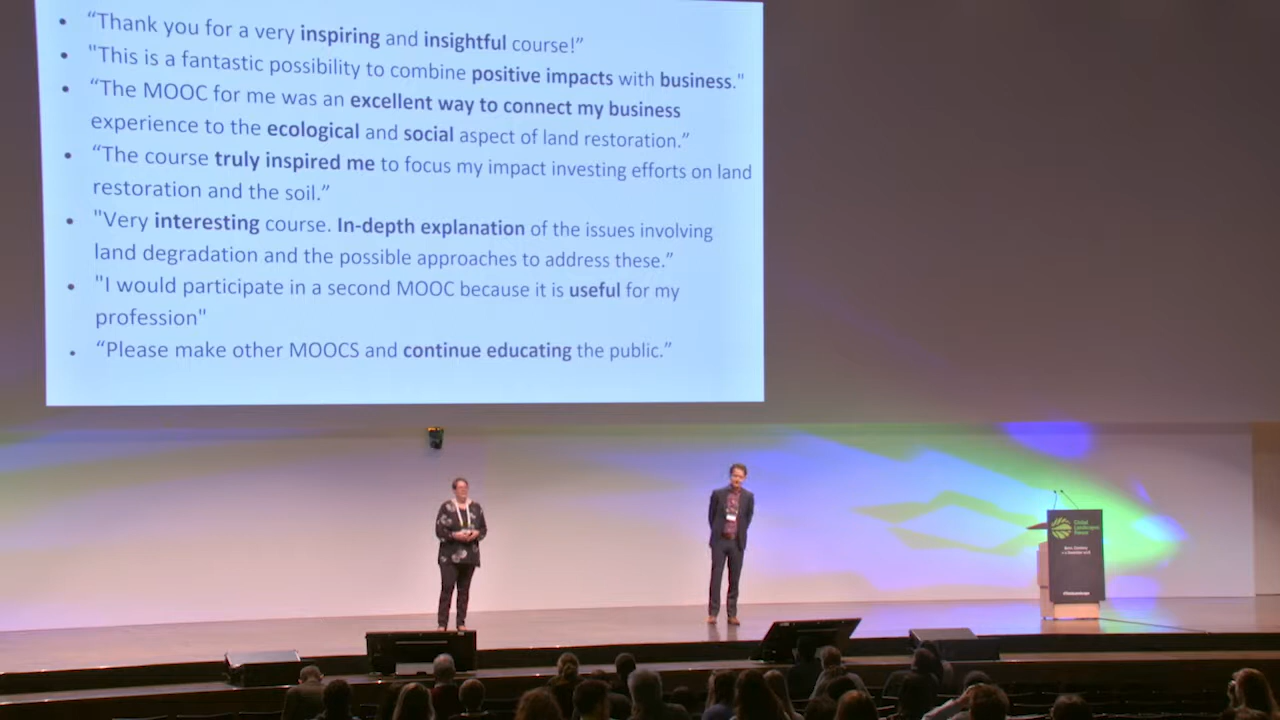 • “Thank you for a very inspiring and insightful course!”
• "This is a fantastic possibility to combine positive impacts with business."
• “The MOOC for me was an excellent way to connect my business
experience to the ecological and social aspect of land restoration.”
• “The course truly inspired me to focus my impact investing efforts on land
restoration and the soil.”
• "Very interesting course. In-depth explanation of the issues involving
land degradation and the possible approaches to address these.”
• "I would participate in a second MOOC because it is useful for my
profession"
• “Please make other MOOCS and continue educating the public.”
Global
Landscapes
Forum